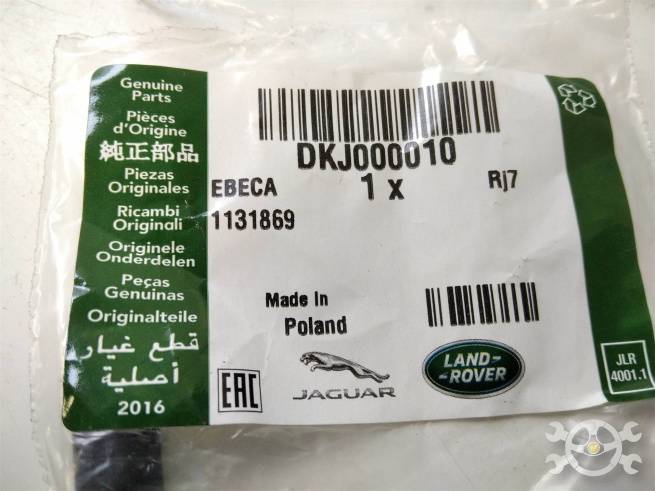 Genuine
Parts
Pièces
d'Origine
純正部品
Piezas
Originales
Ricambi
Originali
Originele
Onderdelen
Peças
Genuinas
Originalteile
قطع غيار
أصلية
2016
DKJ000010
EBECA
1 x
Rj7
1131869
Made In
Poland
EAC
JAGUAR
LAND-
-ROVER
JLR
4001.1